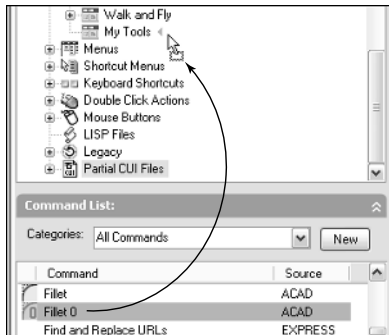 Walk and Fly
My Tools
Menus
Shortcut Menus
Keyboard Shortcuts
Double Click Actions
Mouse Buttons
LISP Files
Legacy
Partial CUI Files
Command List:
Categories: All Commands New
Command Source
Fillet ACAD
Fillet 0 ACAD
Find and Replace URLs EXPRESS